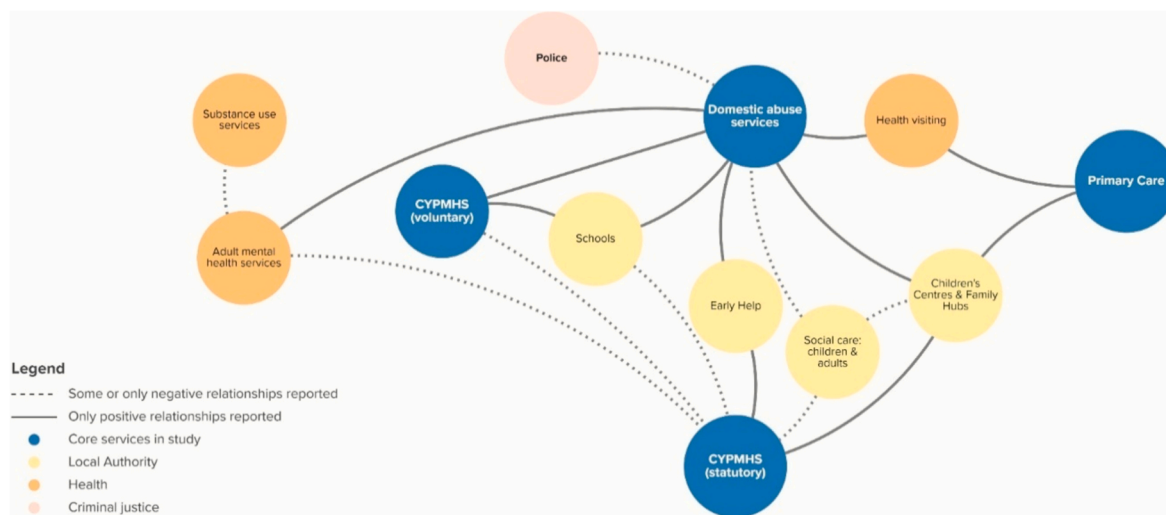 Police
Substance use
services
Domestic abuse
services
Health visiting
Primary Care
CYPMHS
(voluntary)
Schools
Adult mental
health services
Early Help
Children's
Centres & Family
Hubs
Social care:
children &
adults
CYPMHS
(statutory)
Legend
Some or only negative relationships reported
Only positive relationships reported
Core services in study
Local Authority
Health
Criminal justice